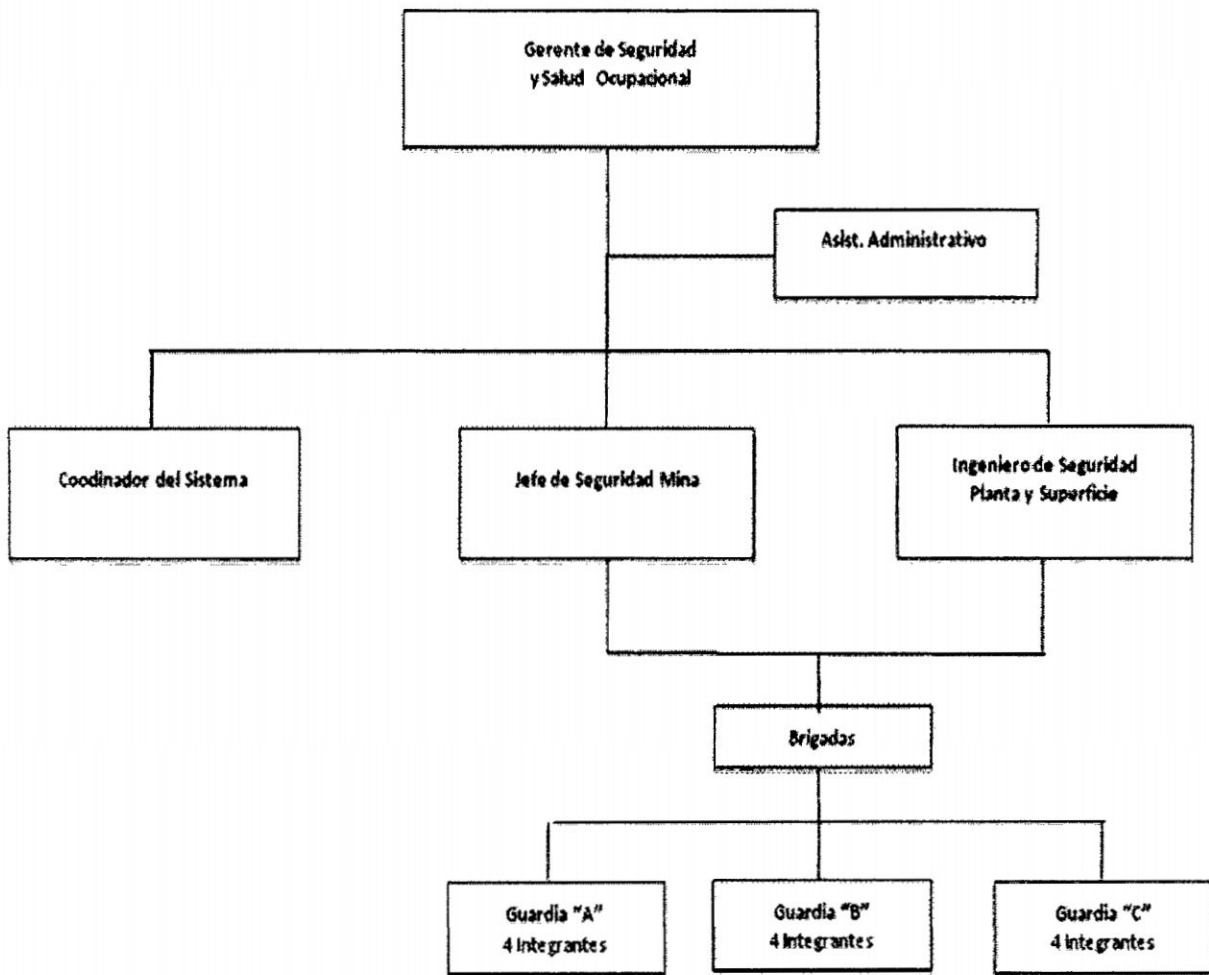 Gerente de Seguridad
y Salud Ocupacional
Asist. Administrativo
Coodinador del Sistema
Jefe de Seguridad Mina
Ingeniero de Seguridad
Planta y Superficie
Brigadas
Guardia "A"
4 Integrantes
Guardia "B"
4 Integrantes
Guardia "C"
4 Integrantes